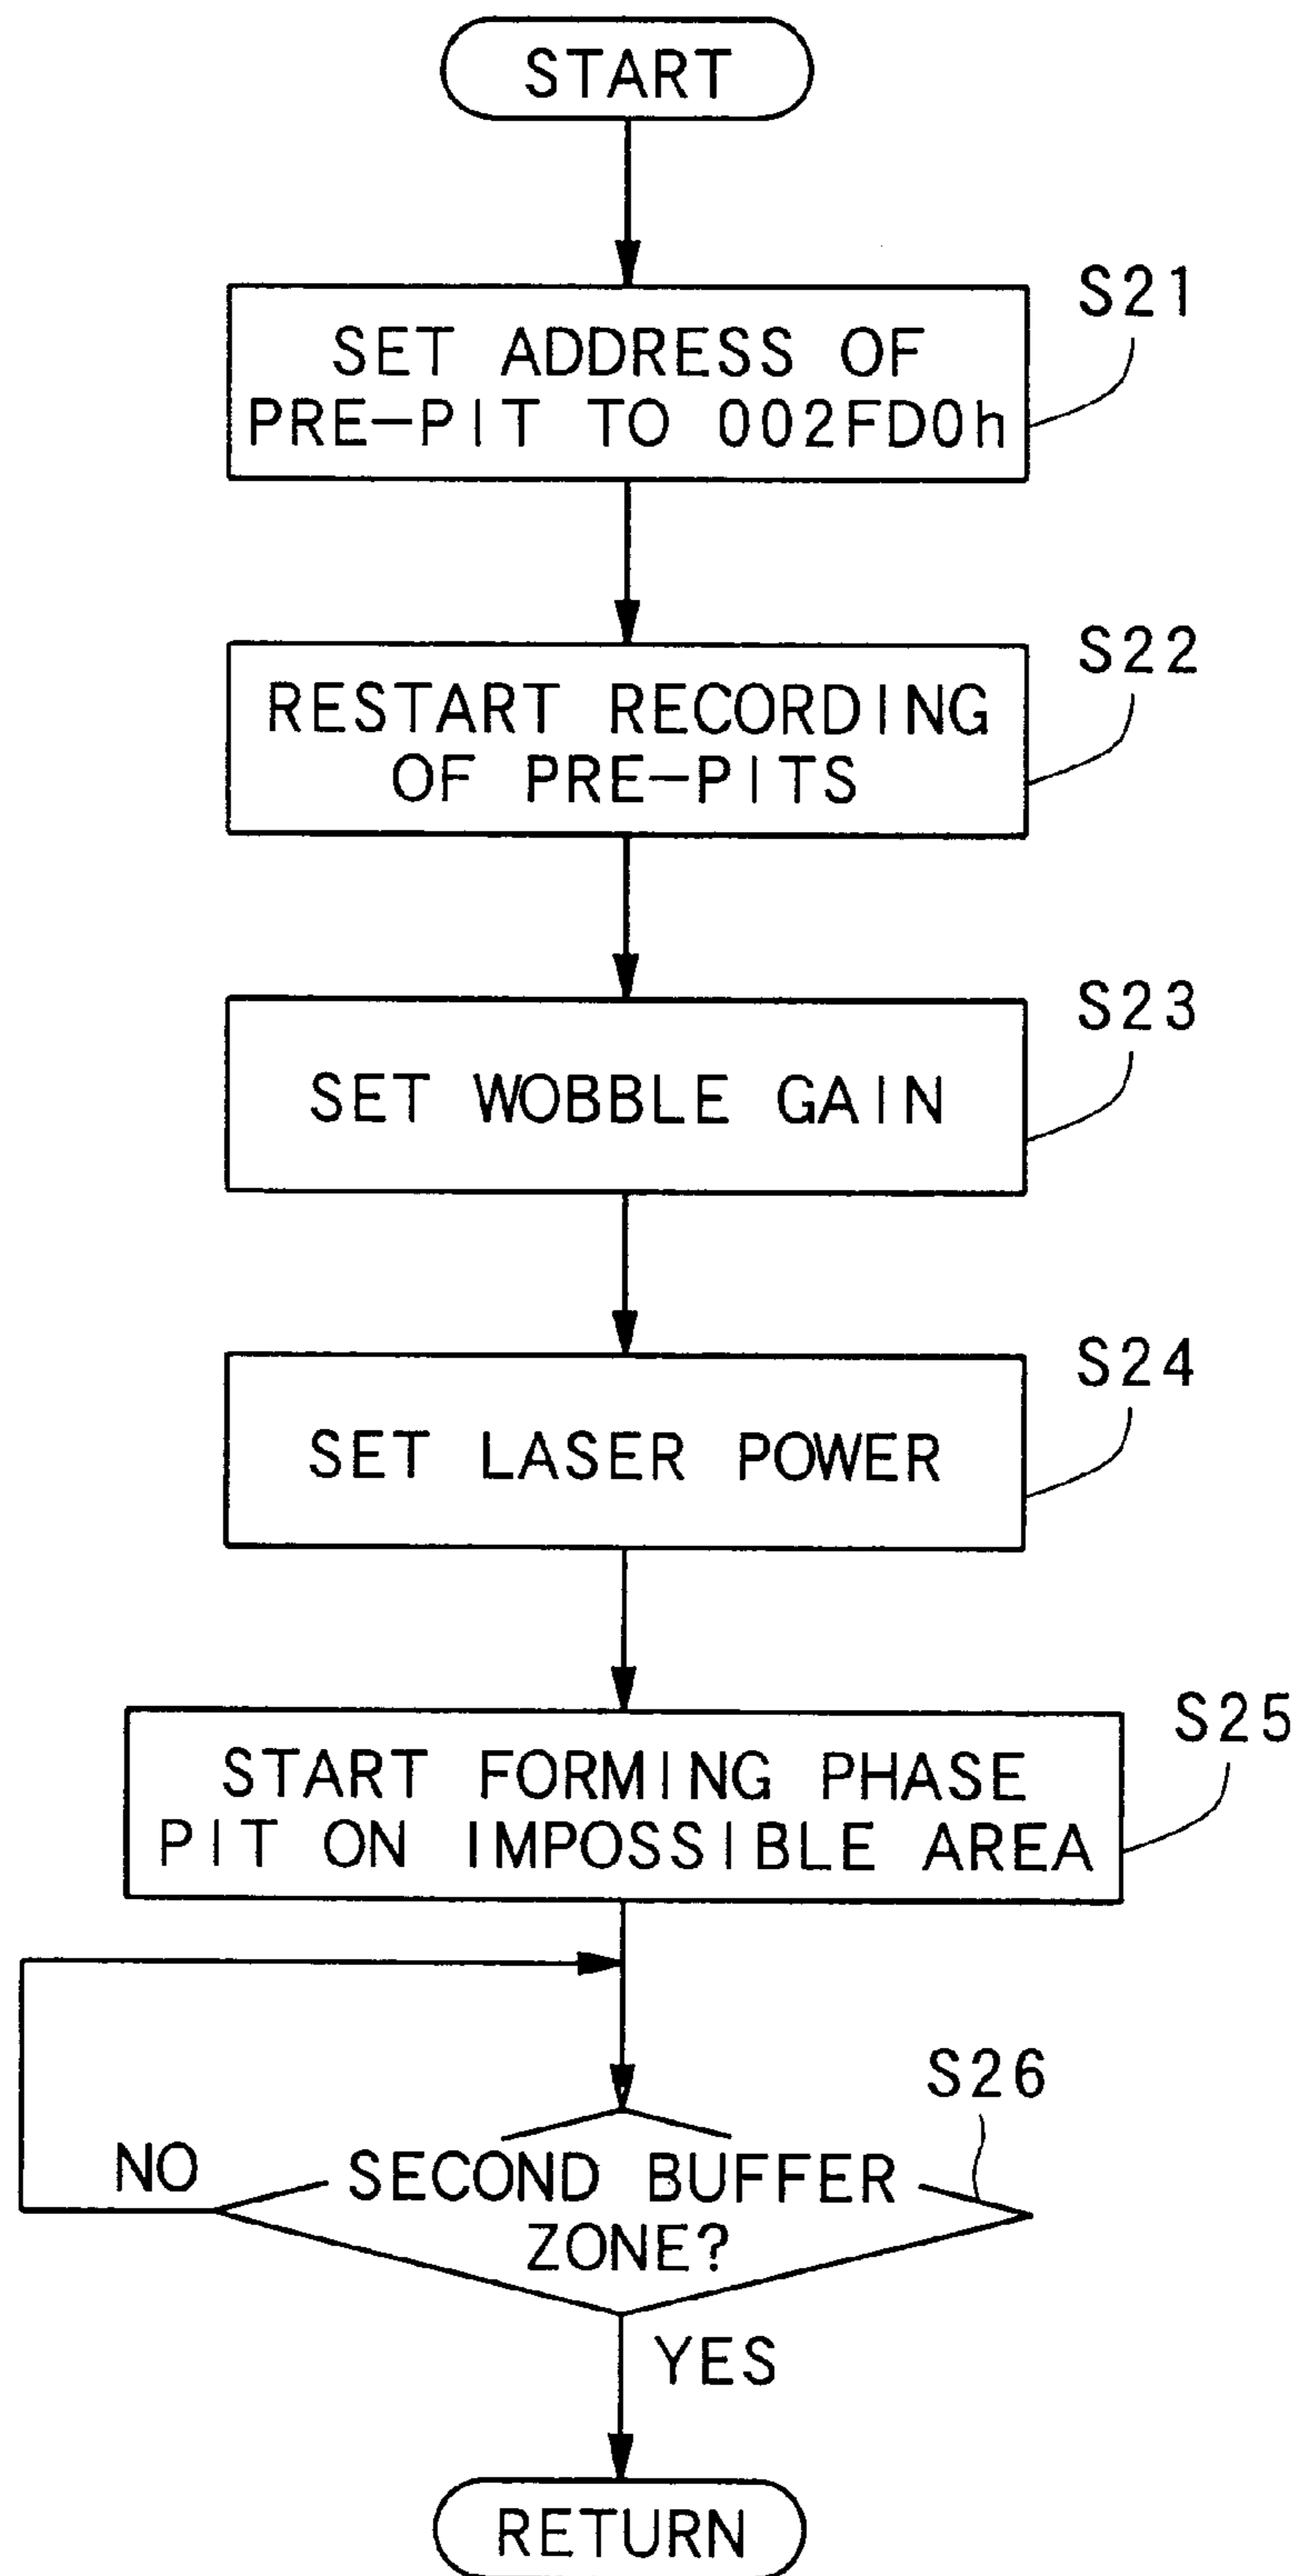 START
S21
SET ADDRESS OF
PRE-PIT TO 002FD0h
S22
RESTART RECORDING
OF PRE-PITS
S23
SET WOBBLE GAIN
S24
SET LASER POWER
S25
START FORMING PHASE
PIT ON IMPOSSIBLE AREA
S26
NO
SECOND BUFFER
ZONE?
YES
RETURN